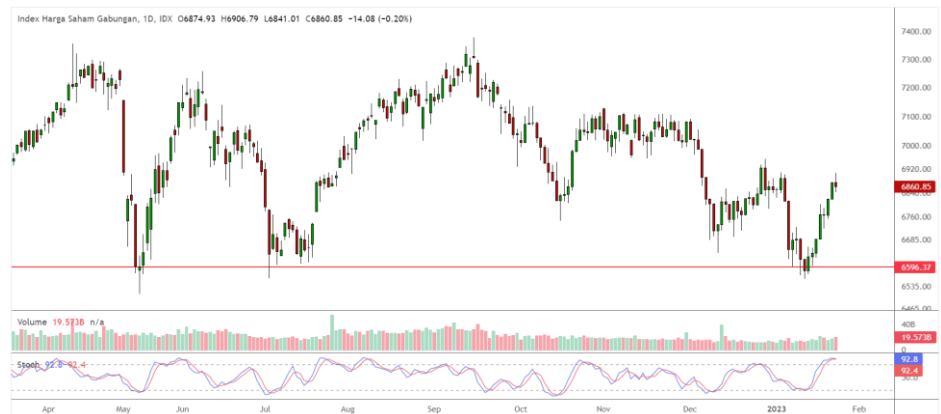 Index Harga Saham Gabungan, 1D, IDX O6874.93 H6906.79 L6841.01 C6860.85 −14.08 (−0.20%)
7400.00
7300.00
7200.00
7100.00
7000.00
6920.00
6860.85
6760.00
6685.00
6596.37
6535.00
6465.00
Volume 19.573B n/a
40B
19.573B
0
Stoch 92.8 92.4
92.8
92.4
Apr May Jun Jul Aug Sep Oct Nov Dec 2023 Feb